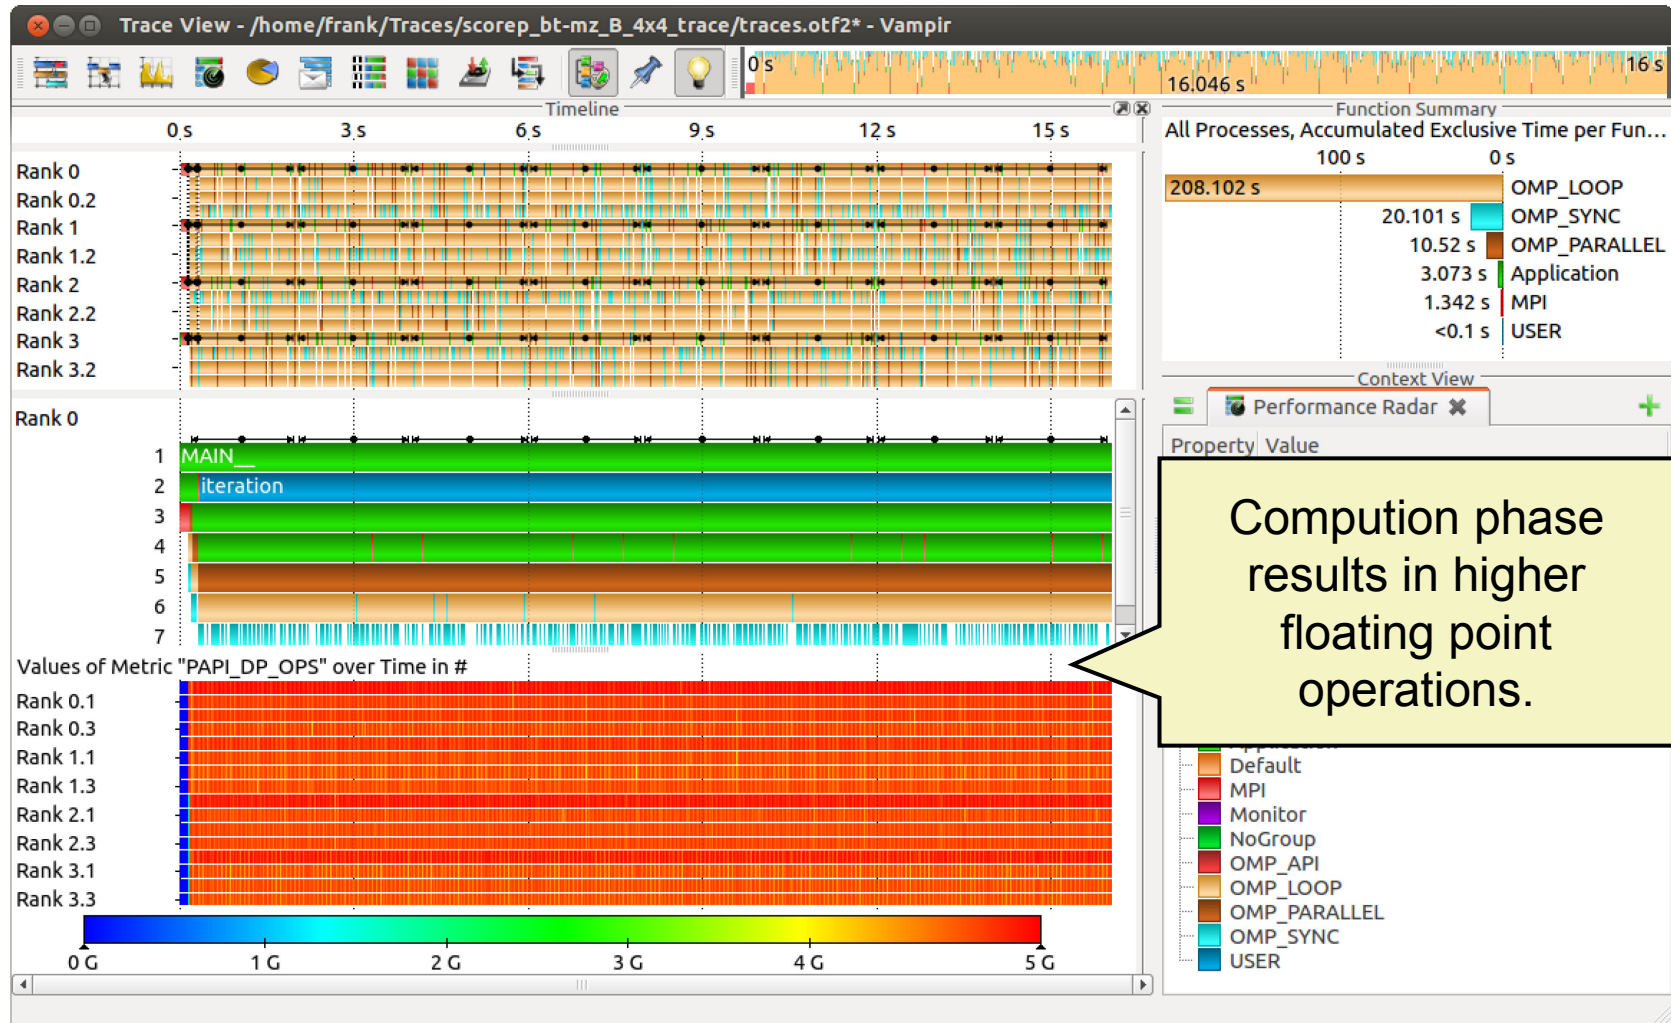 Trace View - /home/frank/Traces/scorep_bt-mz_B_4x4_trace/traces.otf2* - Vampir
0 s
16 s
16.046 s
Timeline
0 s 3 s 6 s 9 s 12 s 15 s
Rank 0
Rank 0.2
Rank 1
Rank 1.2
Rank 2
Rank 2.2
Rank 3
Rank 3.2
Function Summary
All Processes, Accumulated Exclusive Time per Fun...
100 s 0 s
208.102 s OMP_LOOP
20.101 s OMP_SYNC
10.52 s OMP_PARALLEL
3.073 s Application
1.342 s MPI
<0.1 s USER
Context View
Performance Radar
Property Value
Rank 0
1 MAIN__
2 iteration
3
4
5
6
7
Compution phase
results in higher
floating point
operations.
Values of Metric "PAPI_DP_OPS" over Time in #
Rank 0.1
Rank 0.3
Rank 1.1
Rank 1.3
Rank 2.1
Rank 2.3
Rank 3.1
Rank 3.3
0 G 1 G 2 G 3 G 4 G 5 G
Application
Default
MPI
Monitor
NoGroup
OMP_API
OMP_LOOP
OMP_PARALLEL
OMP_SYNC
USER